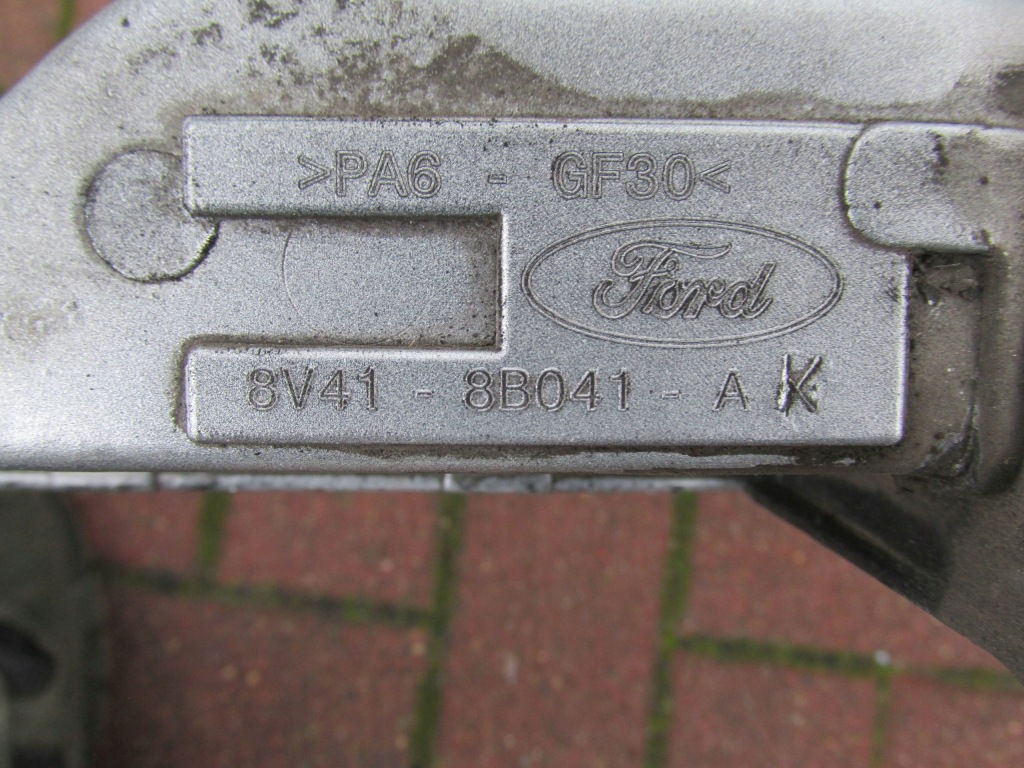 >PA6 - GF30<
Ford
8V41 - 8B041 - AK